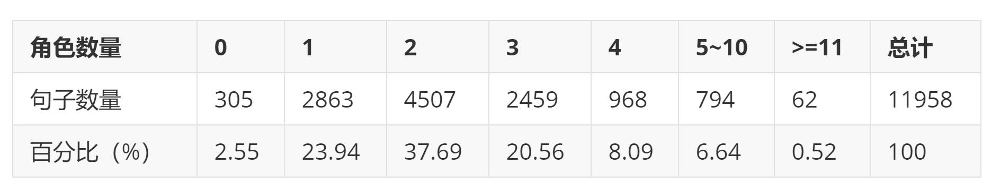 角色数量 0 1 2 3 4 5~10 >=11 总计
句子数量 305 2863 4507 2459 968 794 62 11958
百分比（%） 2.55 23.94 37.69 20.56 8.09 6.64 0.52 100